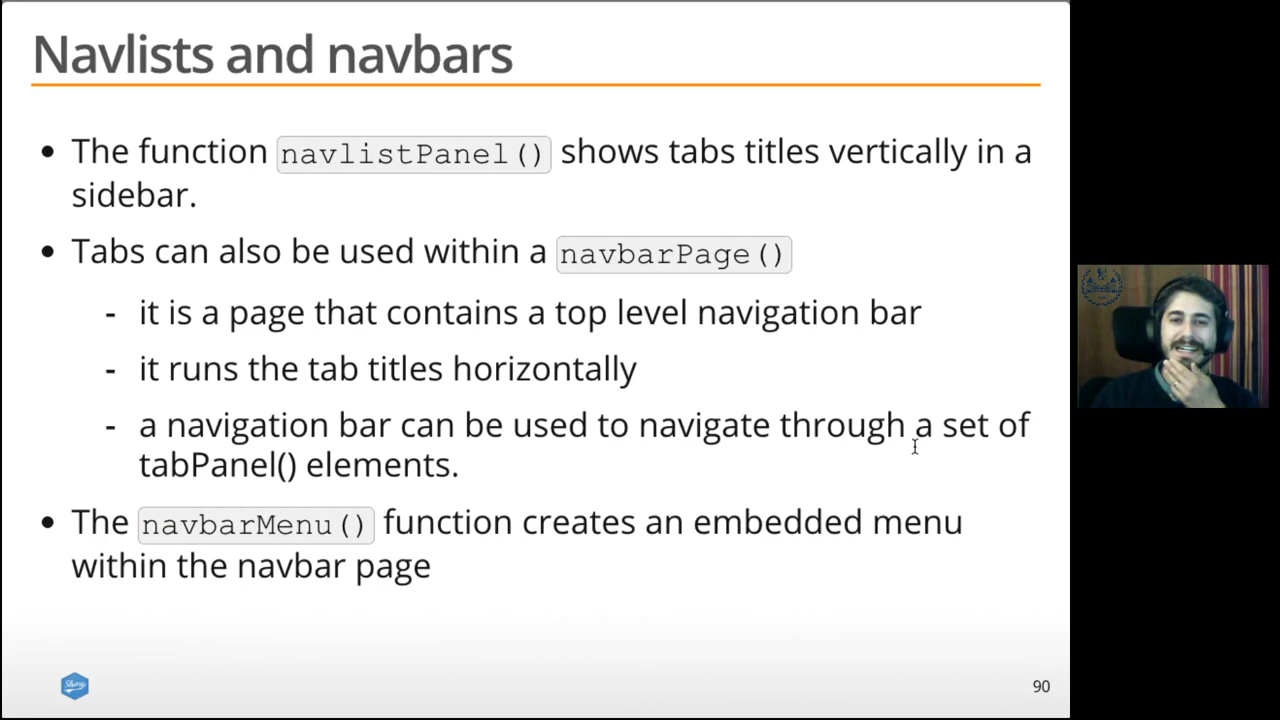 Navlists and navbars
• The function navlistPanel() shows tabs titles vertically in a
sidebar.
• Tabs can also be used within a navbarPage()
- it is a page that contains a top level navigation bar
- it runs the tab titles horizontally
- a navigation bar can be used to navigate through a set of
tabPanel() elements.
• The navbarMenu() function creates an embedded menu
within the navbar page
Shiny
90